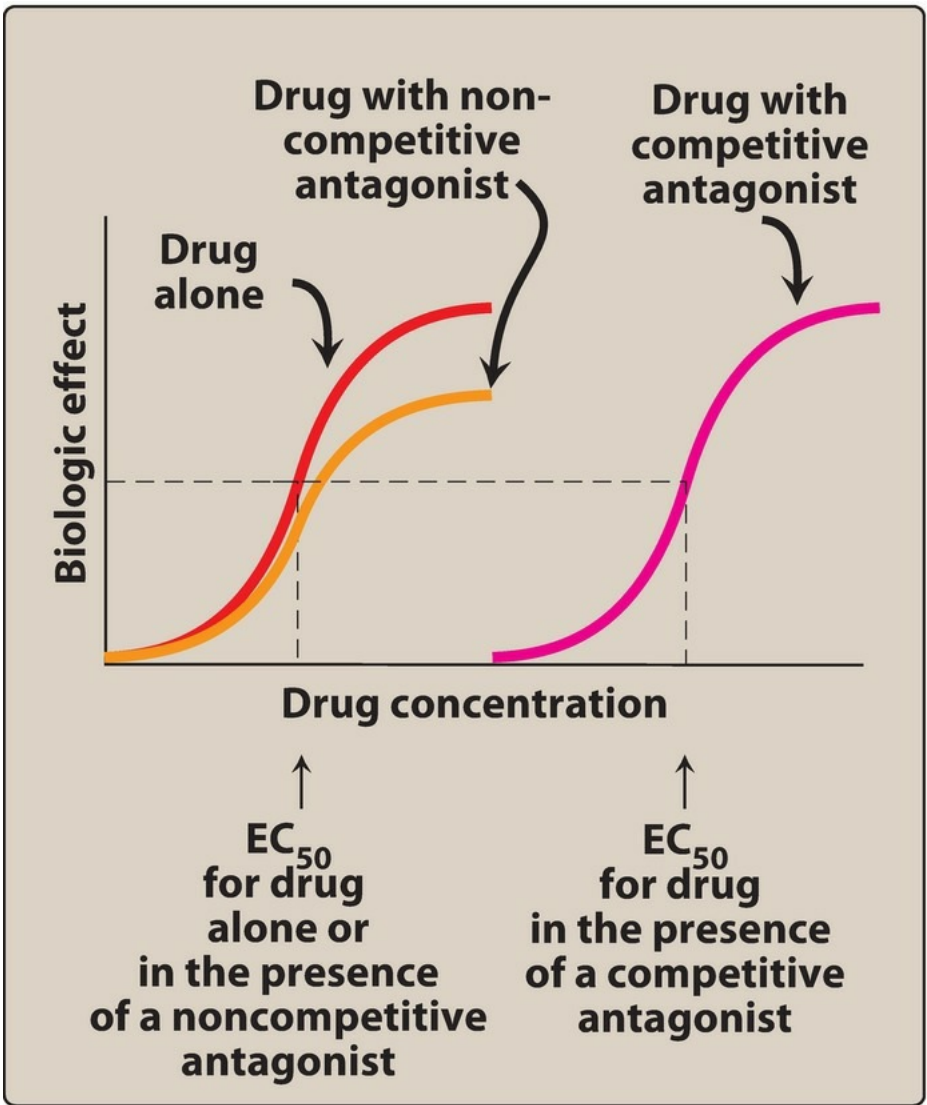 Drug with non-
competitive
antagonist
Drug with
competitive
antagonist
Drug
alone
Biologic effect
Drug concentration
EC50
for drug
alone or
in the presence
of a noncompetitive
antagonist
EC50
for drug
in the presence
of a competitive
antagonist